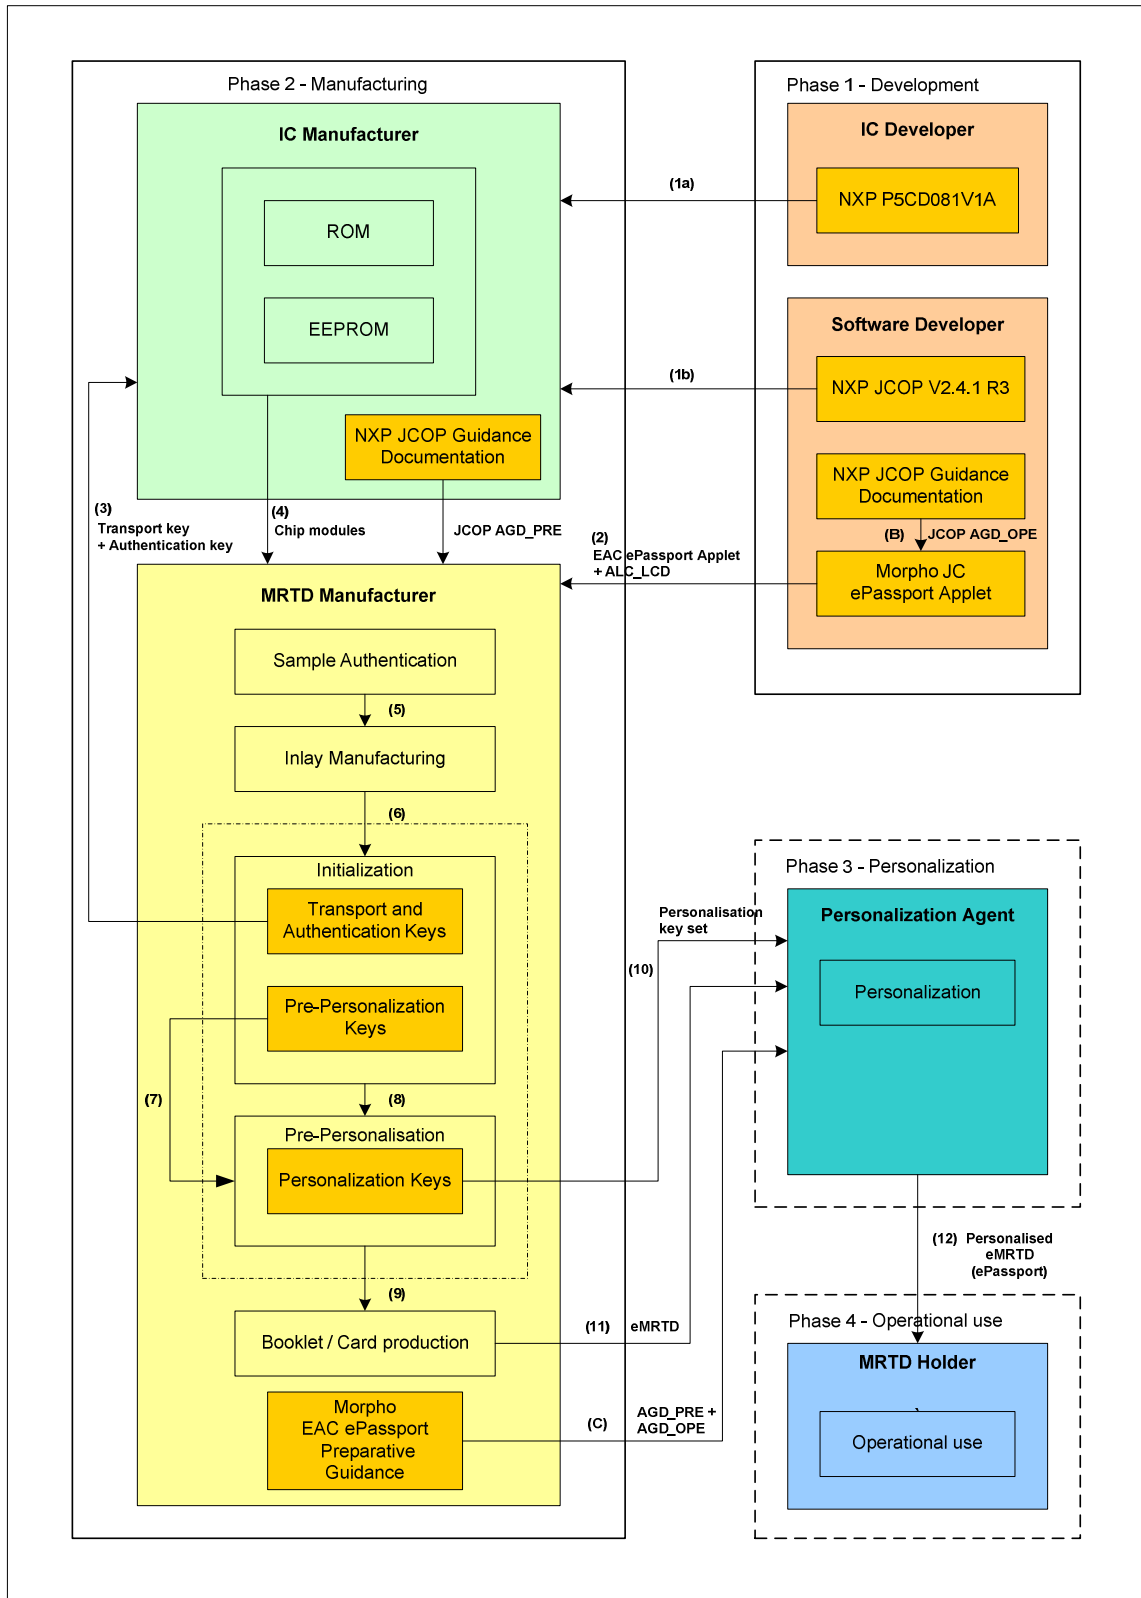 Phase 2 - Manufacturing
IC Manufacturer
ROM
EEPROM
NXP JCOP Guidance
Documentation
(3)
Transport key
+ Authentication key
(4)
Chip modules
JCOP AGD_PRE
Phase 1 - Development
IC Developer
NXP P5CD081V1A
(1a)
Software Developer
NXP JCOP V2.4.1 R3
(1b)
NXP JCOP Guidance
Documentation
(B)
JCOP AGD_OPE
Morpho JC
ePassport Applet
(2)
EAC ePassport Applet
+ ALC_LCD
MRTD Manufacturer
Sample Authentication
(5)
Inlay Manufacturing
(6)
Initialization
Transport and
Authentication Keys
Pre-Personalization
Keys
(7)
(8)
Pre-Personalisation
Personalization Keys
(9)
Booklet / Card production
Morpho
EAC ePassport
Preparative
Guidance
Personalisation
key set
(10)
(11)
eMRTD
(C)
AGD_PRE +
AGD_OPE
Phase 3 - Personalization
Personalization Agent
Personalization
(12) Personalised
eMRTD
(ePassport)
Phase 4 - Operational use
MRTD Holder
Operational use